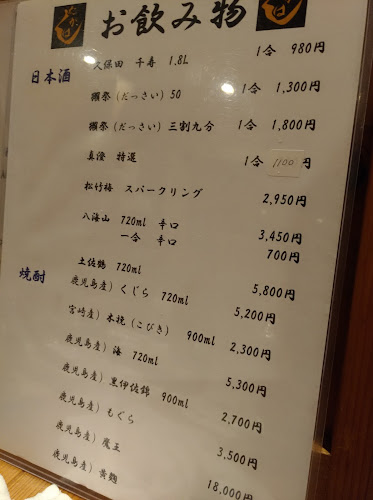 お飲み物
日本酒
久保田 千寿 1.8L 1合 980円
獺祭(だっさい)50 1合 1,300円
獺祭(だっさい)三割九分 1合 1,800円
真澄 特選 1合 1100円
松竹梅 スパークリング 2,950円
八海山 720ml 辛口 3,450円
一合 辛口 700円
土佐鶴 720ml 5,800円
焼酎
鹿児島産)くじら 720ml 5,200円
宮崎産)木挽(こびき) 900ml 2,300円
鹿児島産)海 720ml 5,300円
鹿児島産)黒伊佐錦 900ml 2,700円
鹿児島産)もぐら 3,500円
鹿児島産)魔王 18,000円
鹿児島産)黄麹